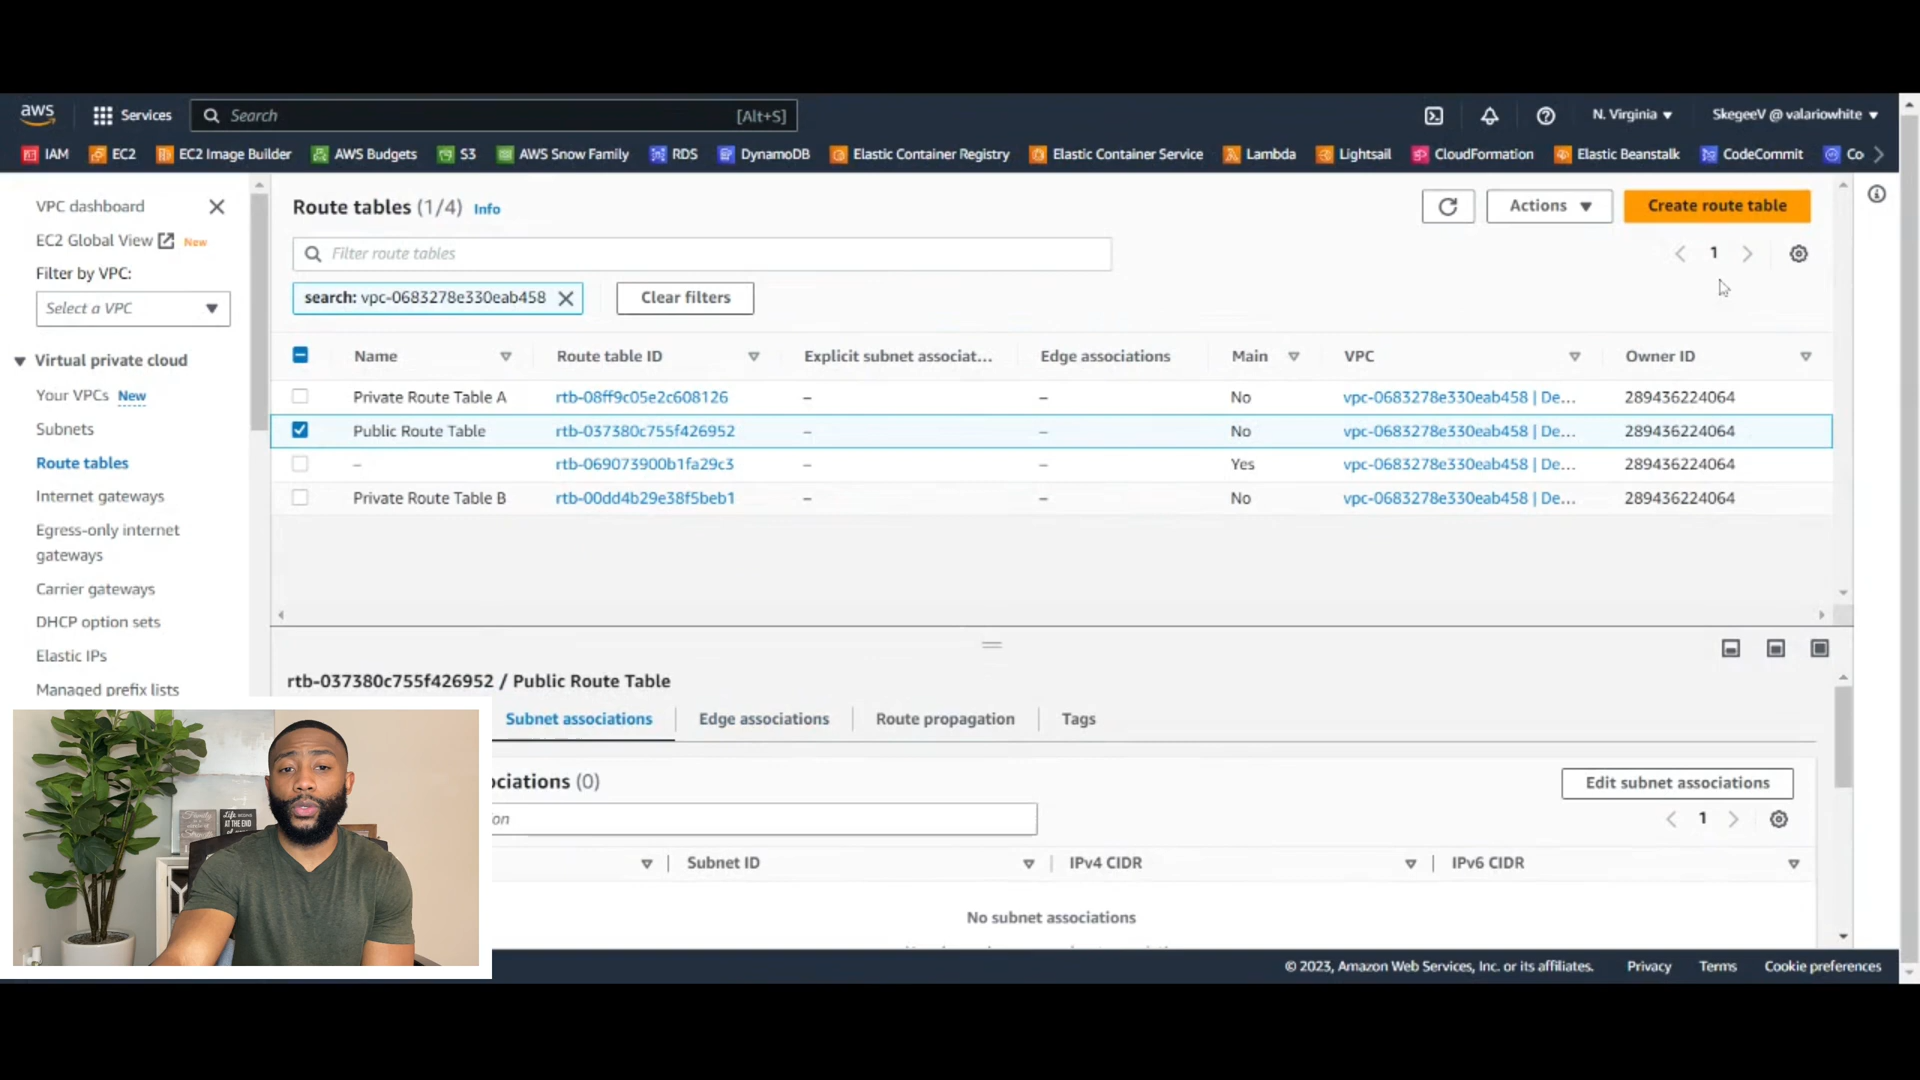 aws Services Search [Alt+S] N. Virginia SkegeeV @ valariowhite
IAM EC2 EC2 Image Builder AWS Budgets S3 AWS Snow Family RDS DynamoDB Elastic Container Registry Elastic Container Service Lambda Lightsail CloudFormation Elastic Beanstalk CodeCommit Co
VPC dashboard
EC2 Global View New
Filter by VPC:
Select a VPC
Virtual private cloud
Your VPCs New
Subnets
Route tables
Internet gateways
Egress-only internet
gateways
Carrier gateways
DHCP option sets
Elastic IPs
Managed prefix lists
Route tables (1/4) Info
Actions Create route table
Filter route tables
1
search: vpc-0683278e330eab458 Clear filters
Name Route table ID Explicit subnet associat... Edge associations Main VPC Owner ID
Private Route Table A rtb-08ff9c05e2c608126 – – No vpc-0683278e330eab458 | De... 289436224064
Public Route Table rtb-037380c755f426952 – – No vpc-0683278e330eab458 | De... 289436224064
– rtb-069073900b1fa29c3 – – Yes vpc-0683278e330eab458 | De... 289436224064
Private Route Table B rtb-00dd4b29e38f5beb1 – – No vpc-0683278e330eab458 | De... 289436224064
rtb-037380c755f426952 / Public Route Table
Subnet associations Edge associations Route propagation Tags
ociations (0)
Edit subnet associations
on
1
Subnet ID IPv4 CIDR IPv6 CIDR
No subnet associations
© 2023, Amazon Web Services, Inc. or its affiliates. Privacy Terms Cookie preferences